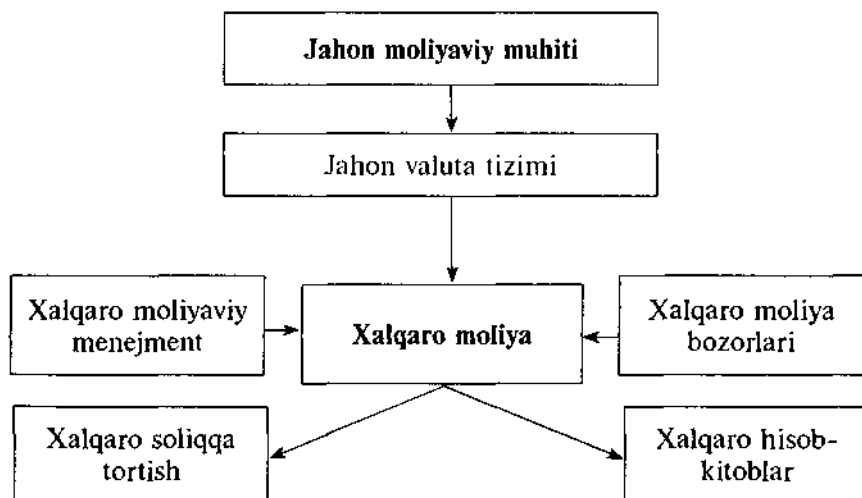 Jahon moliyaviy muhiti
Jahon valuta tizimi
Xalqaro moliyaviy
menejment
Xalqaro moliya
Xalqaro moliya
bozorlari
Xalqaro soliqqa
tortish
Xalqaro hisob-
kitoblar